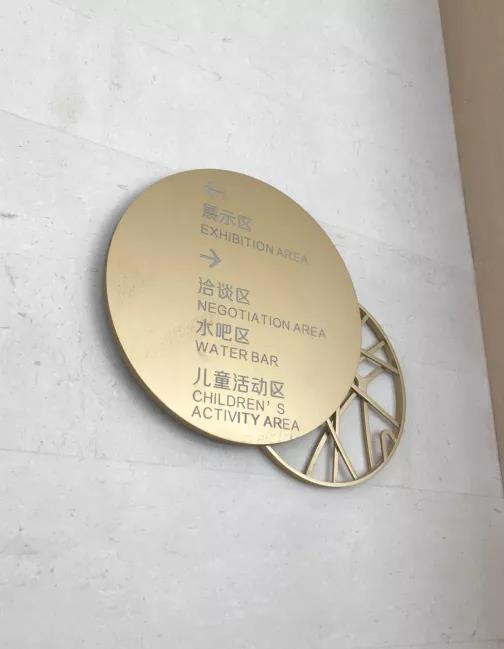 ←
展示区
EXHIBITION AREA
→
洽谈区
NEGOTIATION AREA
水吧区
WATER BAR
儿童活动区
CHILDREN'S
ACTIVITY AREA